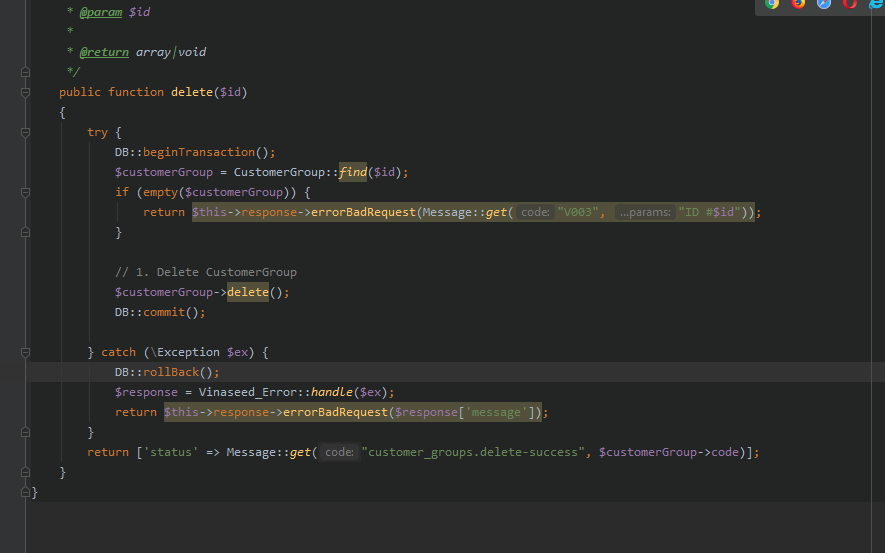 * @param $id
*
* @return array|void
*/
public function delete($id)
{
try {
DB::beginTransaction();
$customerGroup = CustomerGroup::find($id);
if (empty($customerGroup)) {
return $this->response->errorBadRequest(Message::get( code: "V003", ...params: "ID #$id"));
}
// 1. Delete CustomerGroup
$customerGroup->delete();
DB::commit();
} catch (\Exception $ex) {
DB::rollBack();
$response = Vinaseed_Error::handle($ex);
return $this->response->errorBadRequest($response['message']);
}
return ['status' => Message::get( code: "customer_groups.delete-success", $customerGroup->code)];
}
}